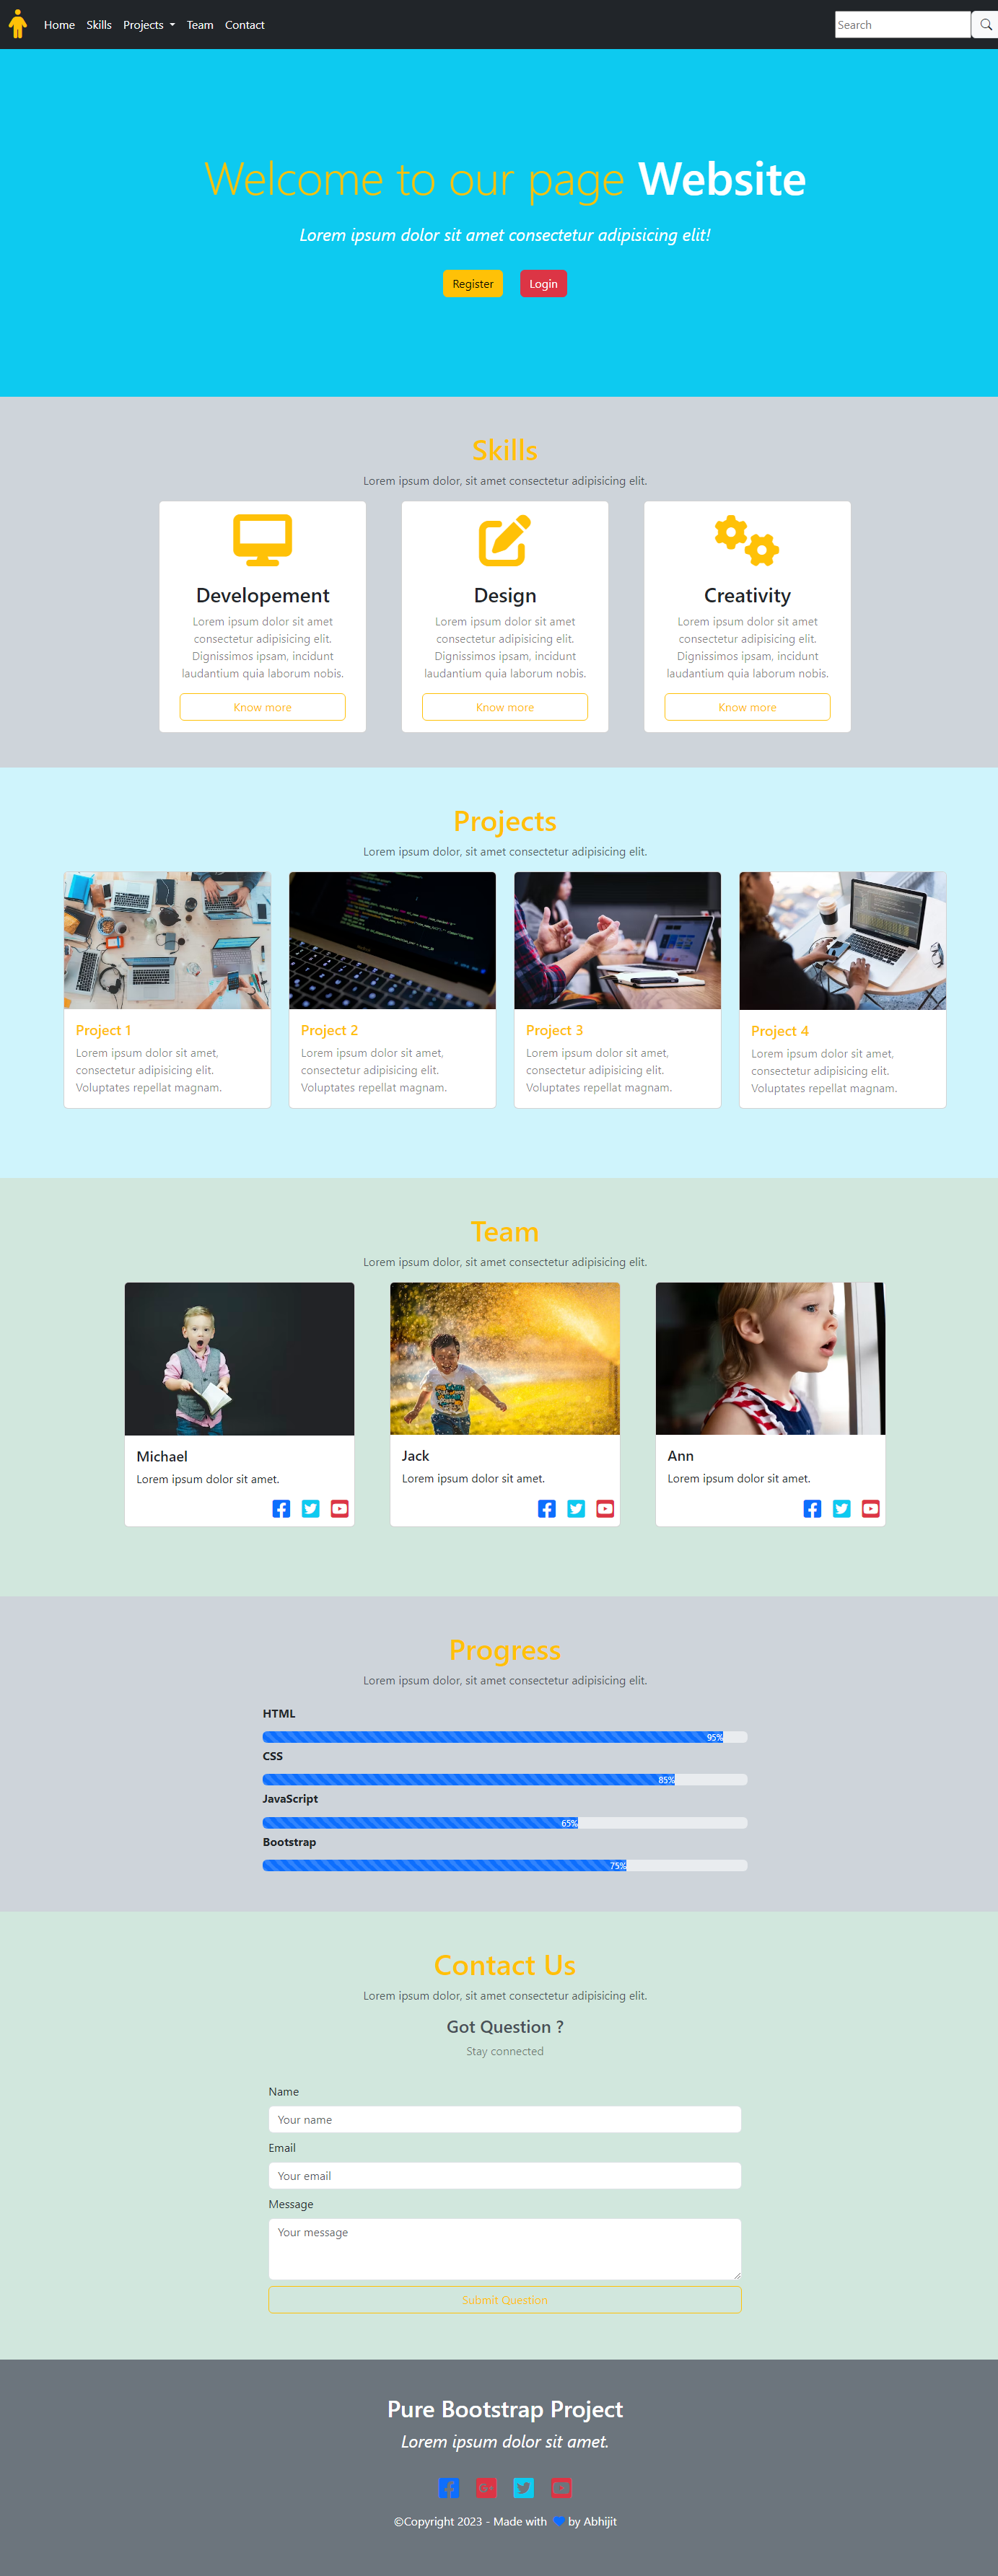 Home Skills Projects Team Contact Search
Welcome to our page Website
Lorem ipsum dolor sit amet consectetur adipisicing elit!
Register Login
Skills
Lorem ipsum dolor, sit amet consectetur adipisicing elit.
Developement
Lorem ipsum dolor sit amet
consectetur adipisicing elit.
Dignissimos ipsam, incidunt
laudantium quia laborum nobis.
Know more
Design
Lorem ipsum dolor sit amet
consectetur adipisicing elit.
Dignissimos ipsam, incidunt
laudantium quia laborum nobis.
Know more
Creativity
Lorem ipsum dolor sit amet
consectetur adipisicing elit.
Dignissimos ipsam, incidunt
laudantium quia laborum nobis.
Know more
Projects
Lorem ipsum dolor, sit amet consectetur adipisicing elit.
Project 1
Lorem ipsum dolor sit amet,
consectetur adipisicing elit.
Voluptates repellat magnam.
Project 2
Lorem ipsum dolor sit amet,
consectetur adipisicing elit.
Voluptates repellat magnam.
Project 3
Lorem ipsum dolor sit amet,
consectetur adipisicing elit.
Voluptates repellat magnam.
Project 4
Lorem ipsum dolor sit amet,
consectetur adipisicing elit.
Voluptates repellat magnam.
Team
Lorem ipsum dolor, sit amet consectetur adipisicing elit.
Michael
Lorem ipsum dolor sit amet.
Jack
Lorem ipsum dolor sit amet.
Ann
Lorem ipsum dolor sit amet.
Progress
Lorem ipsum dolor, sit amet consectetur adipisicing elit.
HTML
95%
CSS
85%
JavaScript
65%
Bootstrap
75%
Contact Us
Lorem ipsum dolor, sit amet consectetur adipisicing elit.
Got Question ?
Stay connected
Name
Your name
Email
Your email
Message
Your message
Submit Question
Pure Bootstrap Project
Lorem ipsum dolor sit amet.
©Copyright 2023 - Made with by Abhijit